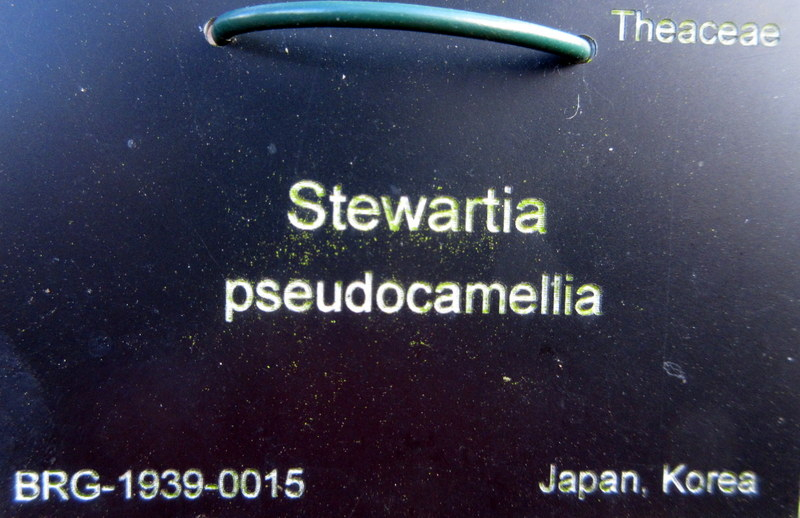 Theaceae
Stewartia
pseudocamellia
BRG-1939-0015
Japan, Korea